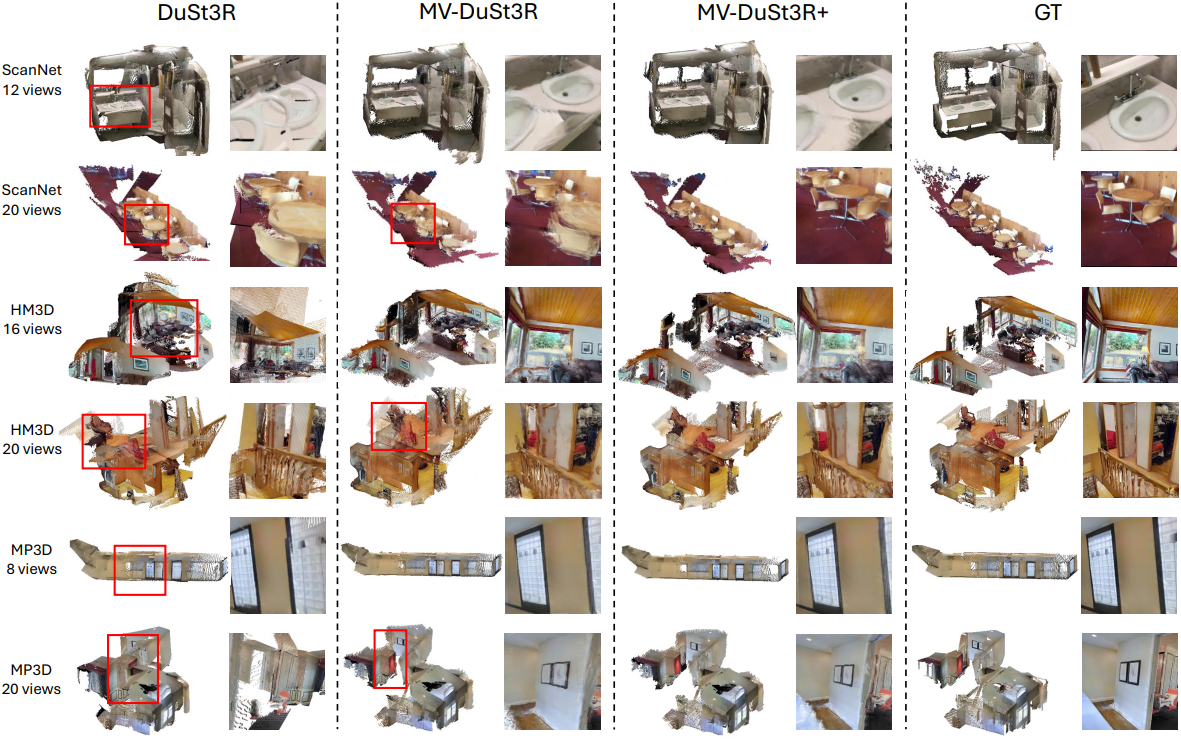 DuSt3R
MV-DuSt3R
MV-DuSt3R+
GT
ScanNet
12 views
ScanNet
20 views
HM3D
16 views
HM3D
20 views
MP3D
8 views
MP3D
20 views